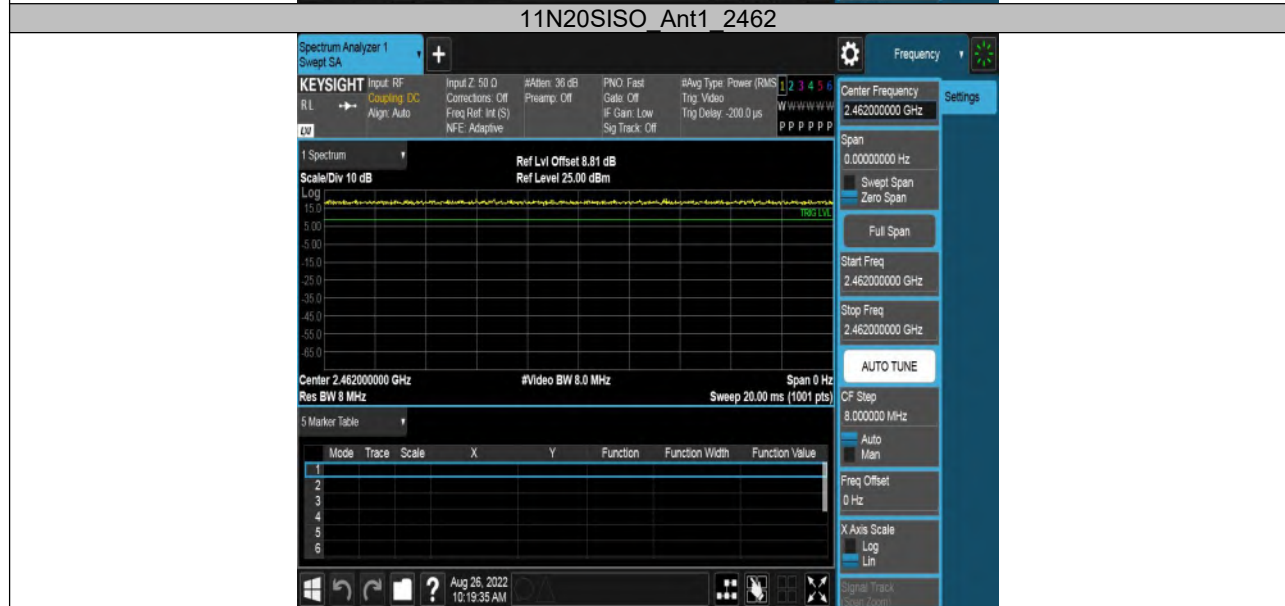 11N20SISO_Ant1_2462
Spectrum Analyzer 1
Swept SA
+
Frequency
KEYSIGHT
Input: RF
Coupling: DC
Align: Auto
RL
LXI
Input Z: 50 Ω
Corrections: Off
Freq Ref: Int (S)
NFE: Adaptive
#Atten: 36 dB
Preamp: Off
PNO: Fast
Gate: Off
IF Gain: Low
Sig Track: Off
#Avg Type: Power (RMS
Trig: Video
Trig Delay: -200.0 µs
1 2 3 4 5 6
W W W W W W
P P P P P P
Center Frequency
2.462000000 GHz
Settings
Span
0.00000000 Hz
Swept Span
Zero Span
Full Span
Start Freq
2.462000000 GHz
Stop Freq
2.462000000 GHz
AUTO TUNE
CF Step
8.000000 MHz
Auto
Man
Freq Offset
0 Hz
X Axis Scale
Log
Lin
Signal Track
(Span Zoom)
1 Spectrum
Scale/Div 10 dB
Ref Lvl Offset 8.81 dB
Ref Level 25.00 dBm
Log
15.0
TRIG LVL
5.00
-5.00
-15.0
-25.0
-35.0
-45.0
-55.0
-65.0
Center 2.462000000 GHz
#Video BW 8.0 MHz
Span 0 Hz
Res BW 8 MHz
Sweep 20.00 ms (1001 pts)
5 Marker Table
Mode Trace Scale X Y Function Function Width Function Value
1
2
3
4
5
6
?
Aug 26, 2022
10:19:35 AM